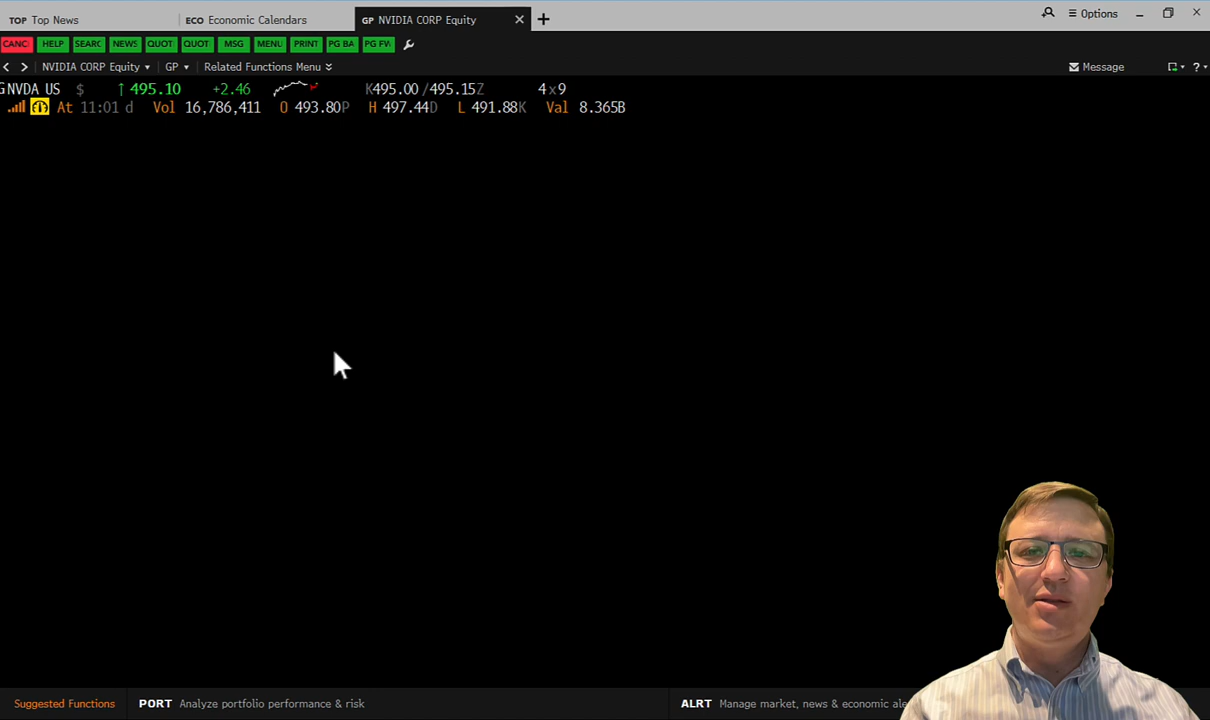 TOP Top News ECO Economic Calendars GP NVIDIA CORP Equity
Options
CANC HELP SEARC NEWS QUOT QUOT MSG MENU PRINT PG BA PG FW
NVIDIA CORP Equity GP Related Functions Menu Message ?
NVDA US $ ↑ 495.10 +2.46 K495.00 /495.15Z 4x9
At 11:01 d Vol 16,786,411 O 493.80P H 497.44D L 491.88K Val 8.365B
Suggested Functions PORT Analyze portfolio performance & risk ALRT Manage market, news & economic ale